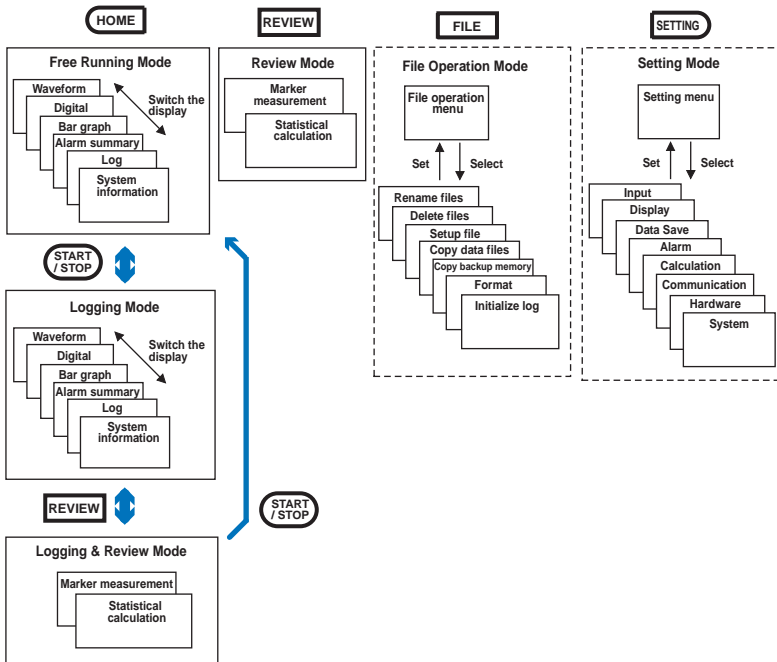 HOME
REVIEW
FILE
SETTING
Free Running Mode
Waveform
Digital
Bar graph
Alarm summary
Log
System
information
Switch the
display
Review Mode
Marker
measurement
Statistical
calculation
File Operation Mode
File operation
menu
Set
Select
Rename files
Delete files
Setup file
Copy data files
Copy backup memory
Format
Initialize log
Setting Mode
Setting menu
Set
Select
Input
Display
Data Save
Alarm
Calculation
Communication
Hardware
System
START
/ STOP
Logging Mode
Waveform
Digital
Bar graph
Alarm summary
Log
System
information
Switch the
display
REVIEW
START
/ STOP
Logging & Review Mode
Marker measurement
Statistical
calculation